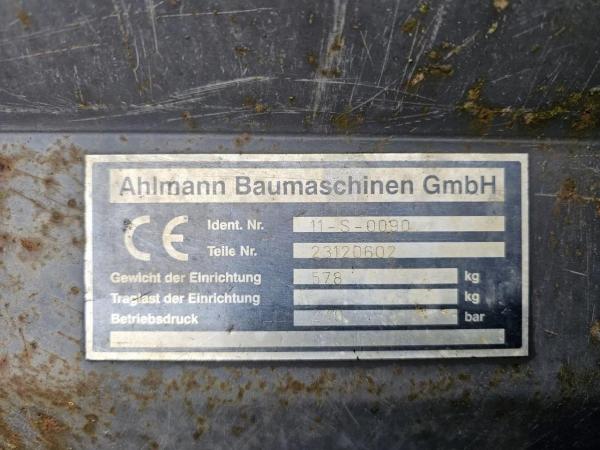 Ahlmann Baumaschinen GmbH
CE Ident. Nr. 11-S-0090
Teile Nr. 23120602
Gewicht der Einrichtung 578 kg
Traglast der Einrichtung kg
Betriebsdruck bar